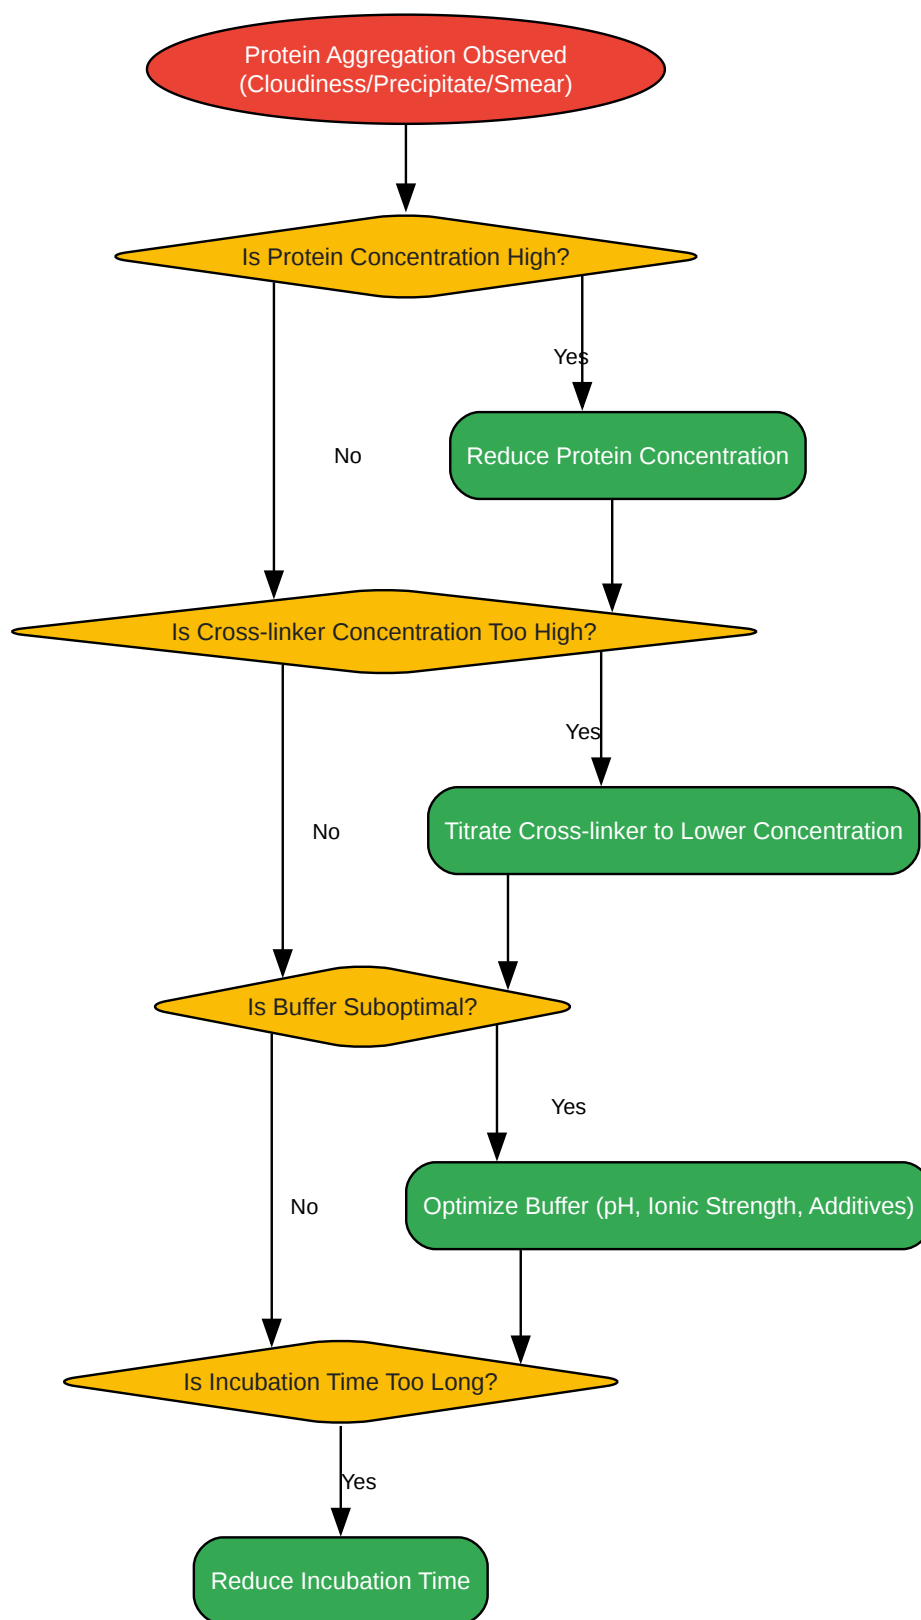 Protein Aggregation Observed
(Cloudiness/Precipitate/Smear)
Is Protein Concentration High?
Yes
No
Reduce Protein Concentration
Is Cross-linker Concentration Too High?
Yes
No
Titrate Cross-linker to Lower Concentration
Is Buffer Suboptimal?
Yes
No
Optimize Buffer (pH, Ionic Strength, Additives)
Is Incubation Time Too Long?
Yes
Reduce Incubation Time